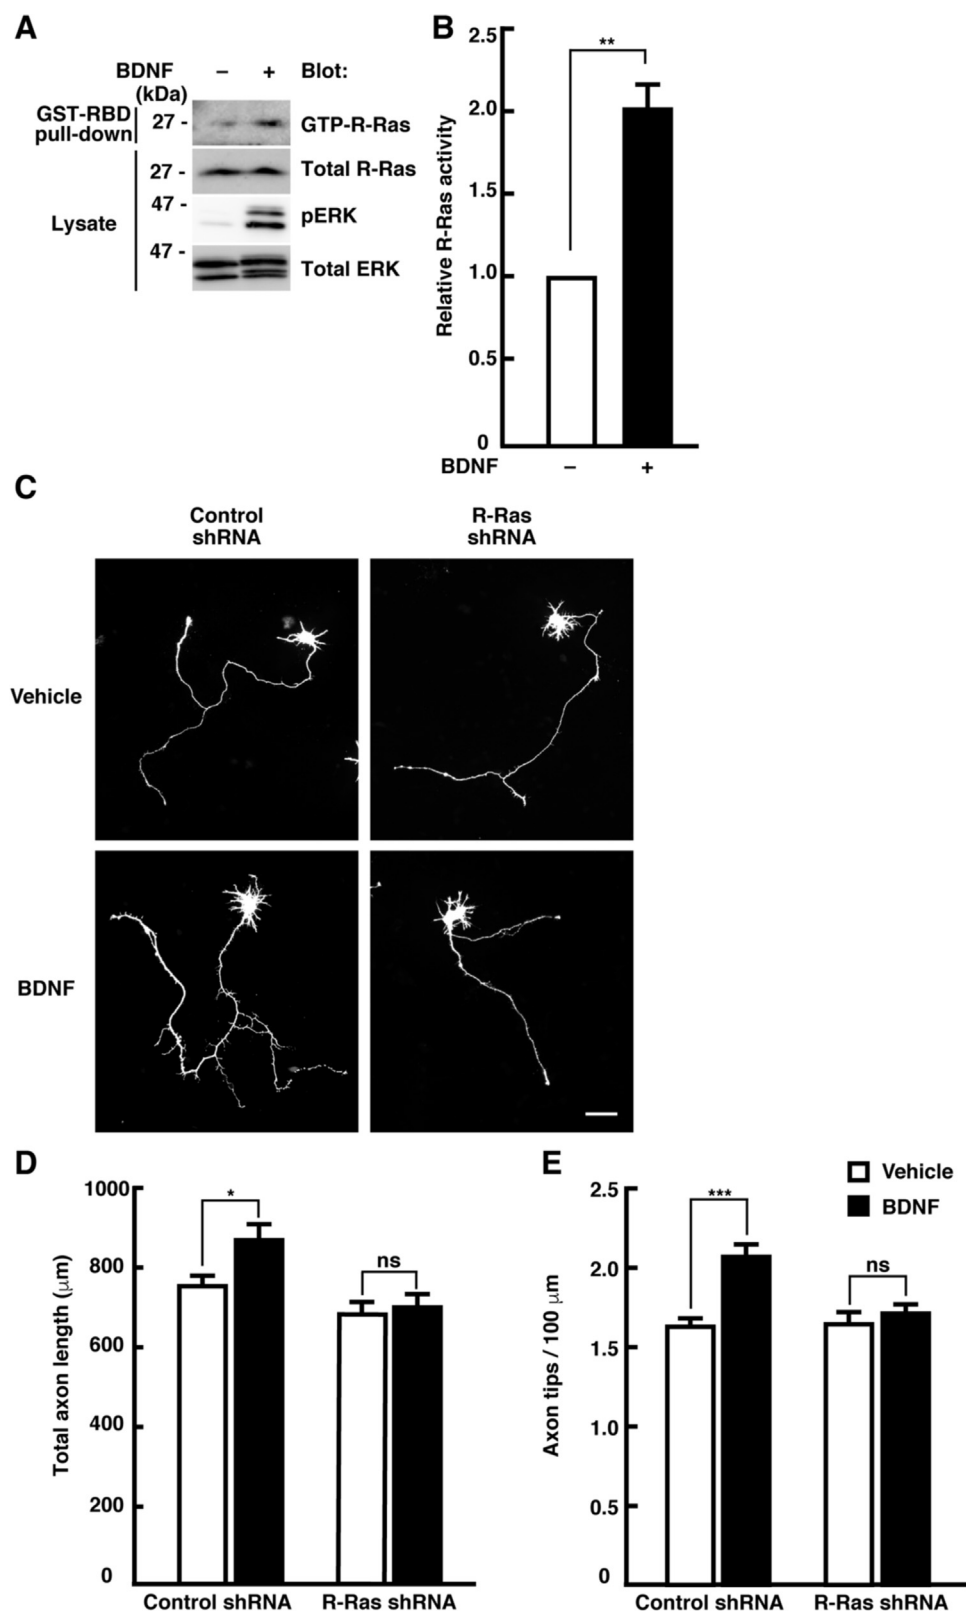 A
BDNF − + Blot:
(kDa)
GST-RBD
pull-down
27 -
GTP-R-Ras
27 -
Total R-Ras
Lysate
47 -
pERK
47 -
Total ERK
B
**
Relative R-Ras activity
2.5
2.0
1.5
1.0
0.5
0
BDNF − +
C
Control
shRNA
R-Ras
shRNA
Vehicle
BDNF
D
Total axon length (μm)
1000
800
600
400
200
0
*
ns
Control shRNA R-Ras shRNA
E
Vehicle
BDNF
Axon tips / 100 μm
2.5
2.0
1.5
1.0
0.5
0
***
ns
Control shRNA R-Ras shRNA